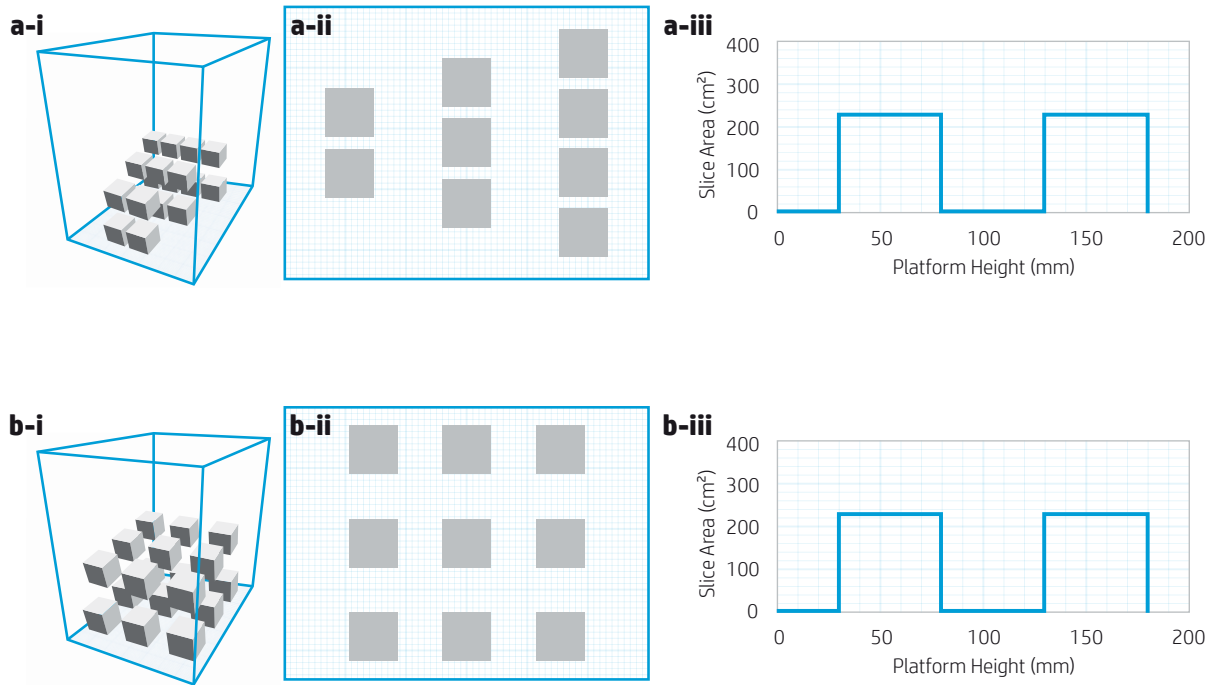 a-i
a-ii
a-iii
400
300
200
100
0
Slice Area (cm²)
0 50 100 150 200
Platform Height (mm)
b-i
b-ii
b-iii
400
300
200
100
0
Slice Area (cm²)
0 50 100 150 200
Platform Height (mm)